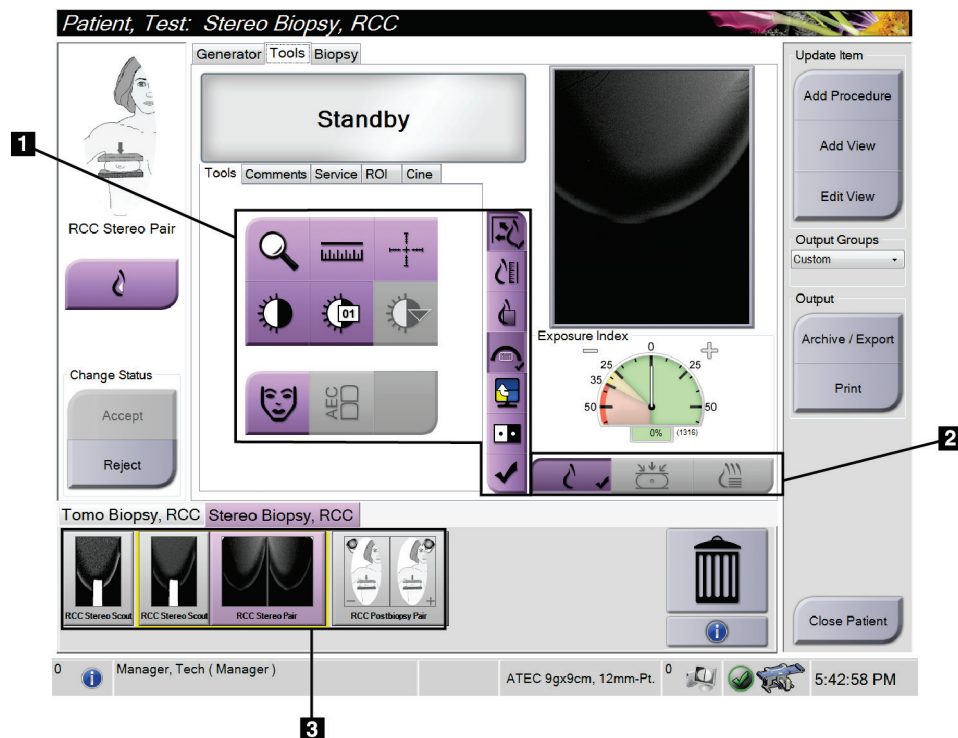 Patient, Test: Stereo Biopsy, RCC
Generator Tools Biopsy
Update Item
Standby
Add Procedure
Add View
Edit View
1
Tools Comments Service ROI Cine
RCC Stereo Pair
01
Output Groups
Custom
Output
Exposure Index
0
25 25
35
50 50
0% (1316)
Archive / Export
Print
Change Status
Accept
Reject
AEC
2
Tomo Biopsy, RCC Stereo Biopsy, RCC
RCC Stereo Scout RCC Stereo Scout RCC Stereo Pair RCC Postbiopsy Pair
Close Patient
0 Manager, Tech ( Manager ) ATEC 9gx9cm, 12mm-Pt. 0 5:42:58 PM
3